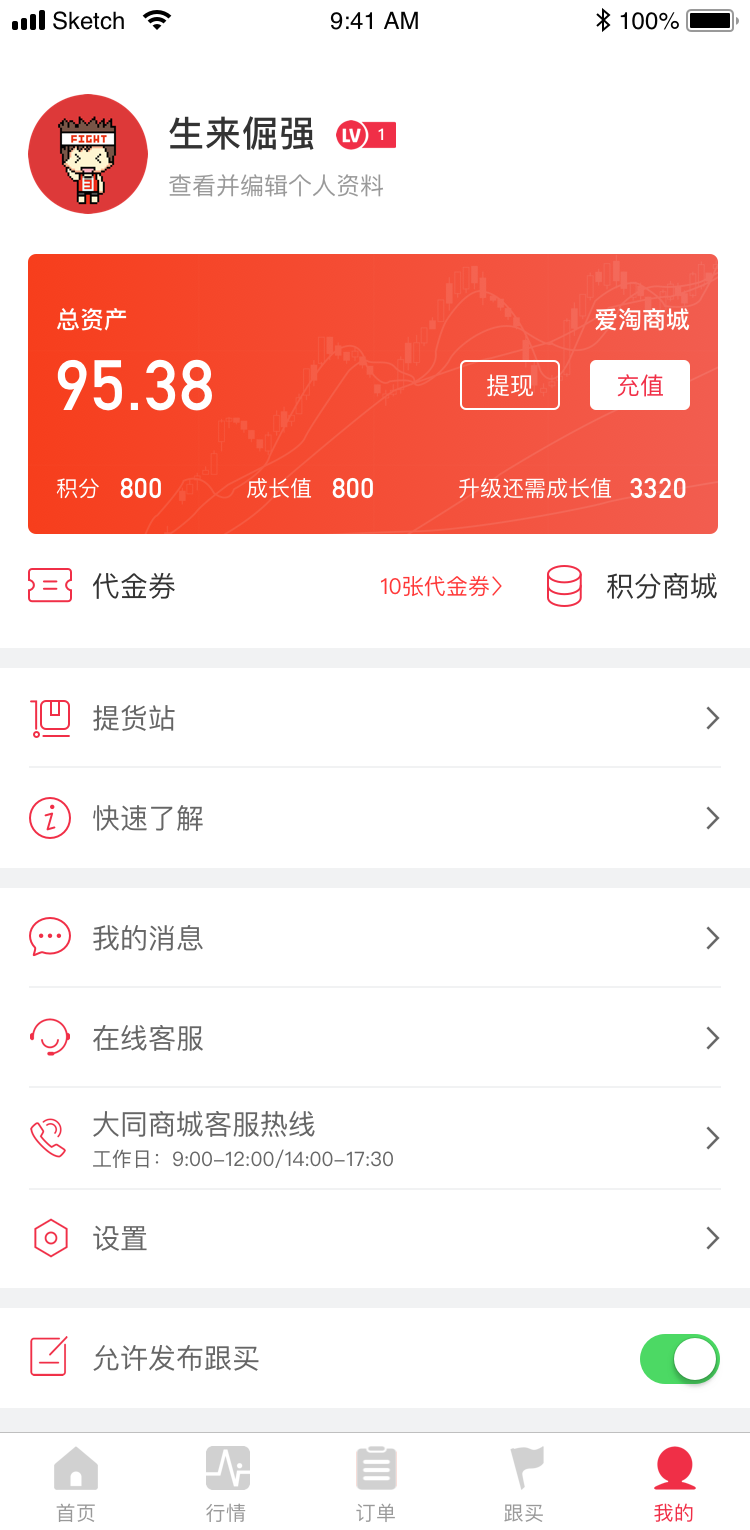 Sketch 9:41 AM 100%
FIGHT
生来倔强 LV 1
查看并编辑个人资料
总资产 爱淘商城
95.38 提现 充值
积分 800 成长值 800 升级还需成长值 3320
代金券 10张代金券 积分商城
提货站
快速了解
我的消息
在线客服
大同商城客服热线
工作日：9:00-12:00/14:00-17:30
设置
允许发布跟买
首页 行情 订单 跟买 我的